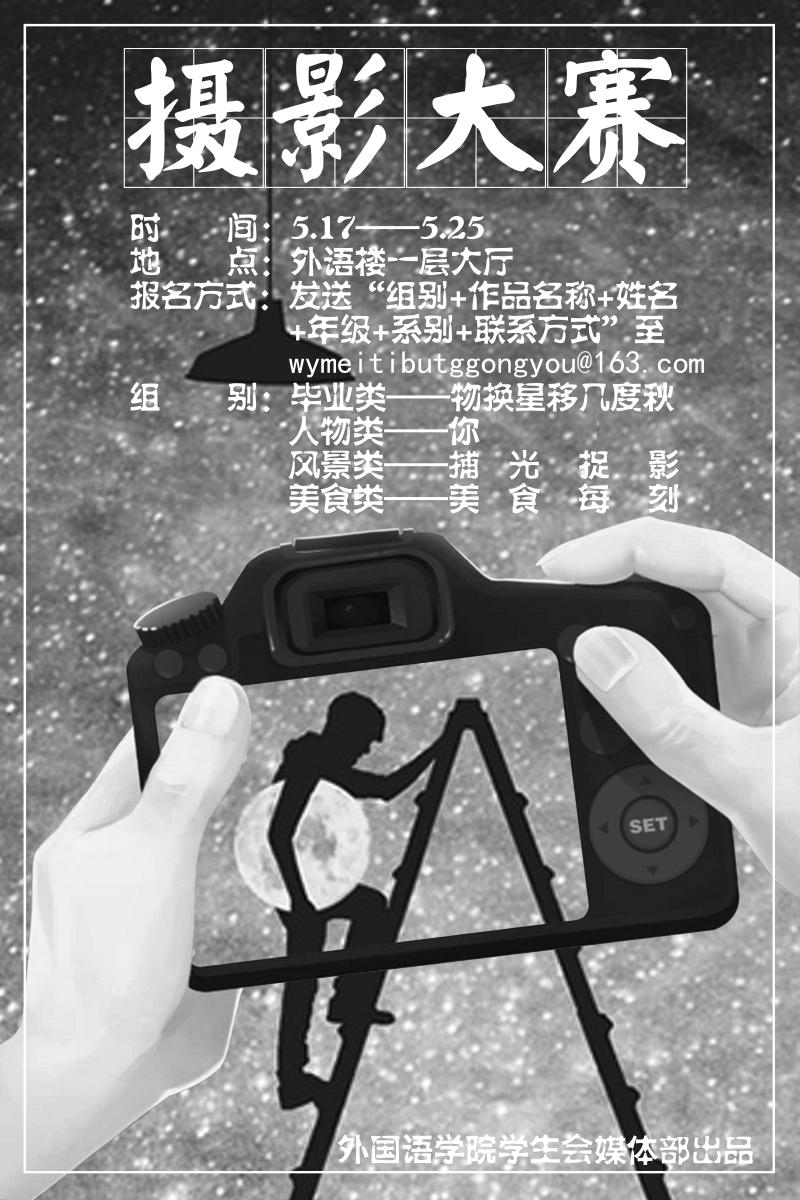 摄影大赛
时 间：5.17——5.25
地 点：外语楼一层大厅
报名方式：发送“组别+作品名称+姓名
+年级+系别+联系方式”至
wymeitibutggongyou@163.com
组 别：毕业类——物换星移几度秋
人物类——你
风景类——捕 光 捉 影
美食类——美 食 每 刻
SET
外国语学院学生会媒体部出品